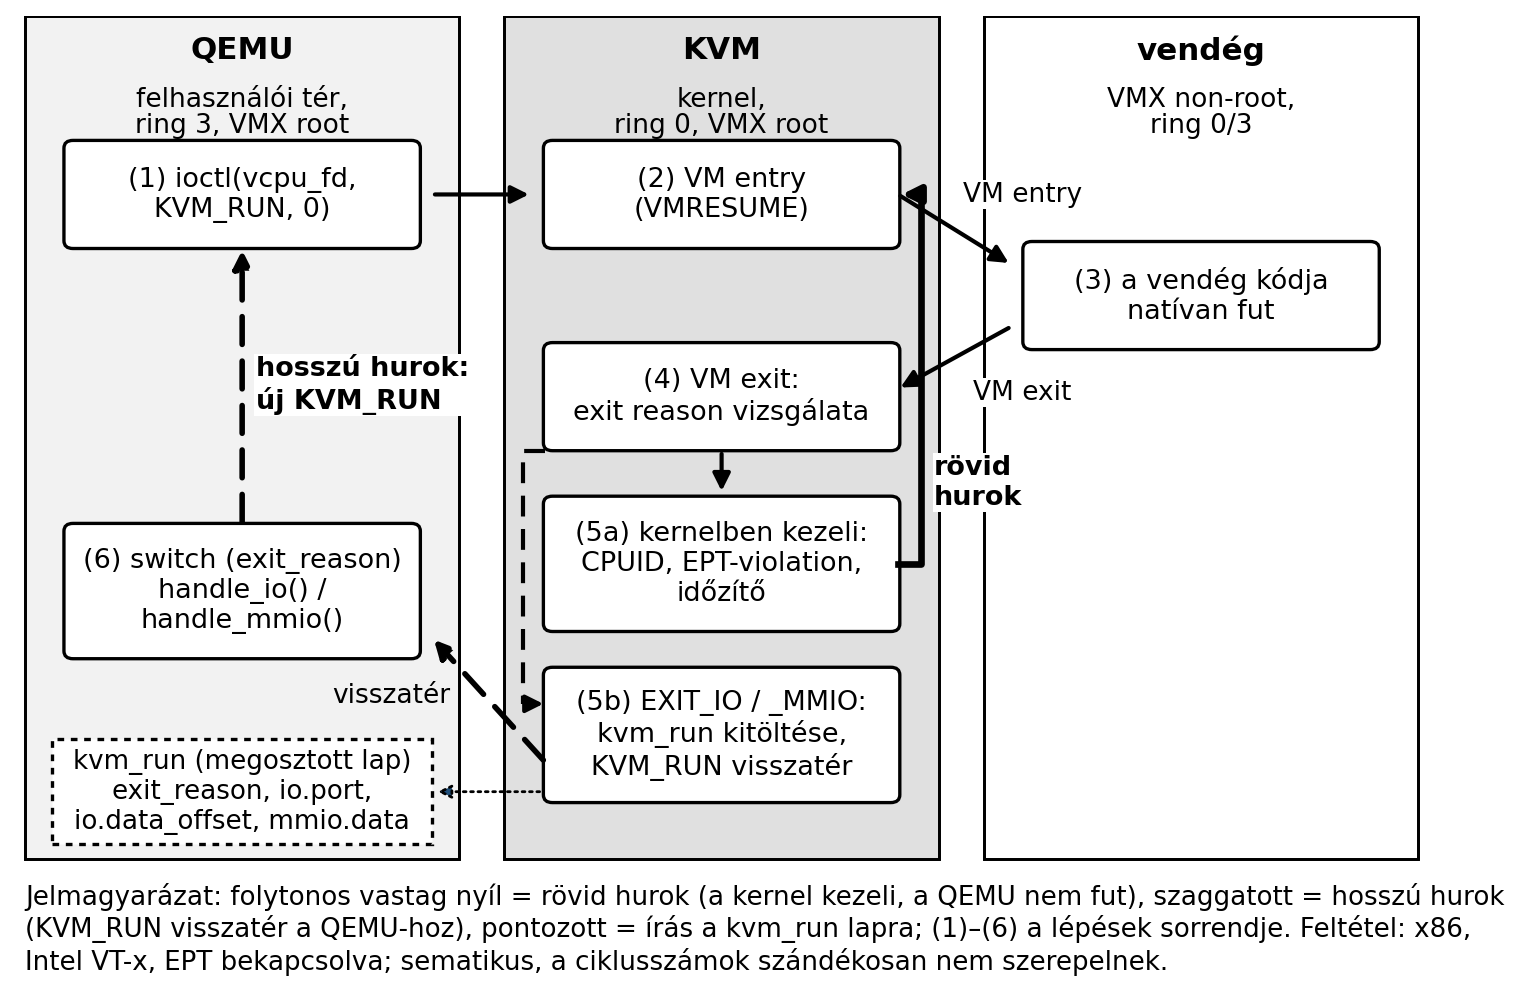 QEMU
felhasználói tér,
ring 3, VMX root
(1) ioctl(vcpu_fd,
KVM_RUN, 0)
hosszú hurok:
új KVM_RUN
(6) switch (exit_reason)
handle_io() /
handle_mmio()
visszatér
kvm_run (megosztott lap)
exit_reason, io.port,
io.data_offset, mmio.data
KVM
kernel,
ring 0, VMX root
(2) VM entry
(VMRESUME)
(4) VM exit:
exit reason vizsgálata
(5a) kernelben kezeli:
CPUID, EPT-violation,
időzítő
(5b) EXIT_IO / _MMIO:
kvm_run kitöltése,
KVM_RUN visszatér
vendég
VMX non-root,
ring 0/3
VM entry
(3) a vendég kódja
natívan fut
VM exit
rövid
hurok
Jelmagyarázat: folytonos vastag nyíl = rövid hurok (a kernel kezeli, a QEMU nem fut), szaggatott = hosszú hurok
(KVM_RUN visszatér a QEMU-hoz), pontozott = írás a kvm_run lapra; (1)–(6) a lépések sorrendje. Feltétel: x86,
Intel VT-x, EPT bekapcsolva; sematikus, a ciklusszámok szándékosan nem szerepelnek.